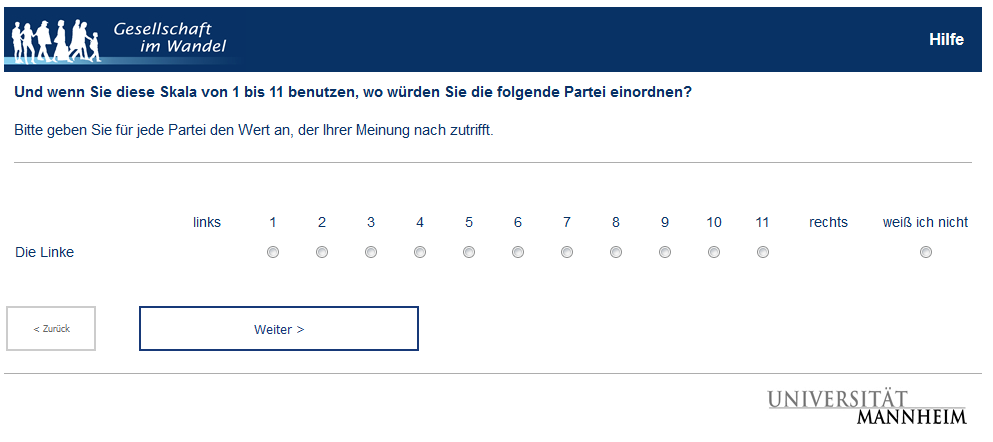 Gesellschaft
im Wandel
Hilfe
Und wenn Sie diese Skala von 1 bis 11 benutzen, wo würden Sie die folgende Partei einordnen?
Bitte geben Sie für jede Partei den Wert an, der Ihrer Meinung nach zutrifft.
links 1 2 3 4 5 6 7 8 9 10 11 rechts weiß ich nicht
Die Linke
< Zurück Weiter >
UNIVERSITÄT
MANNHEIM